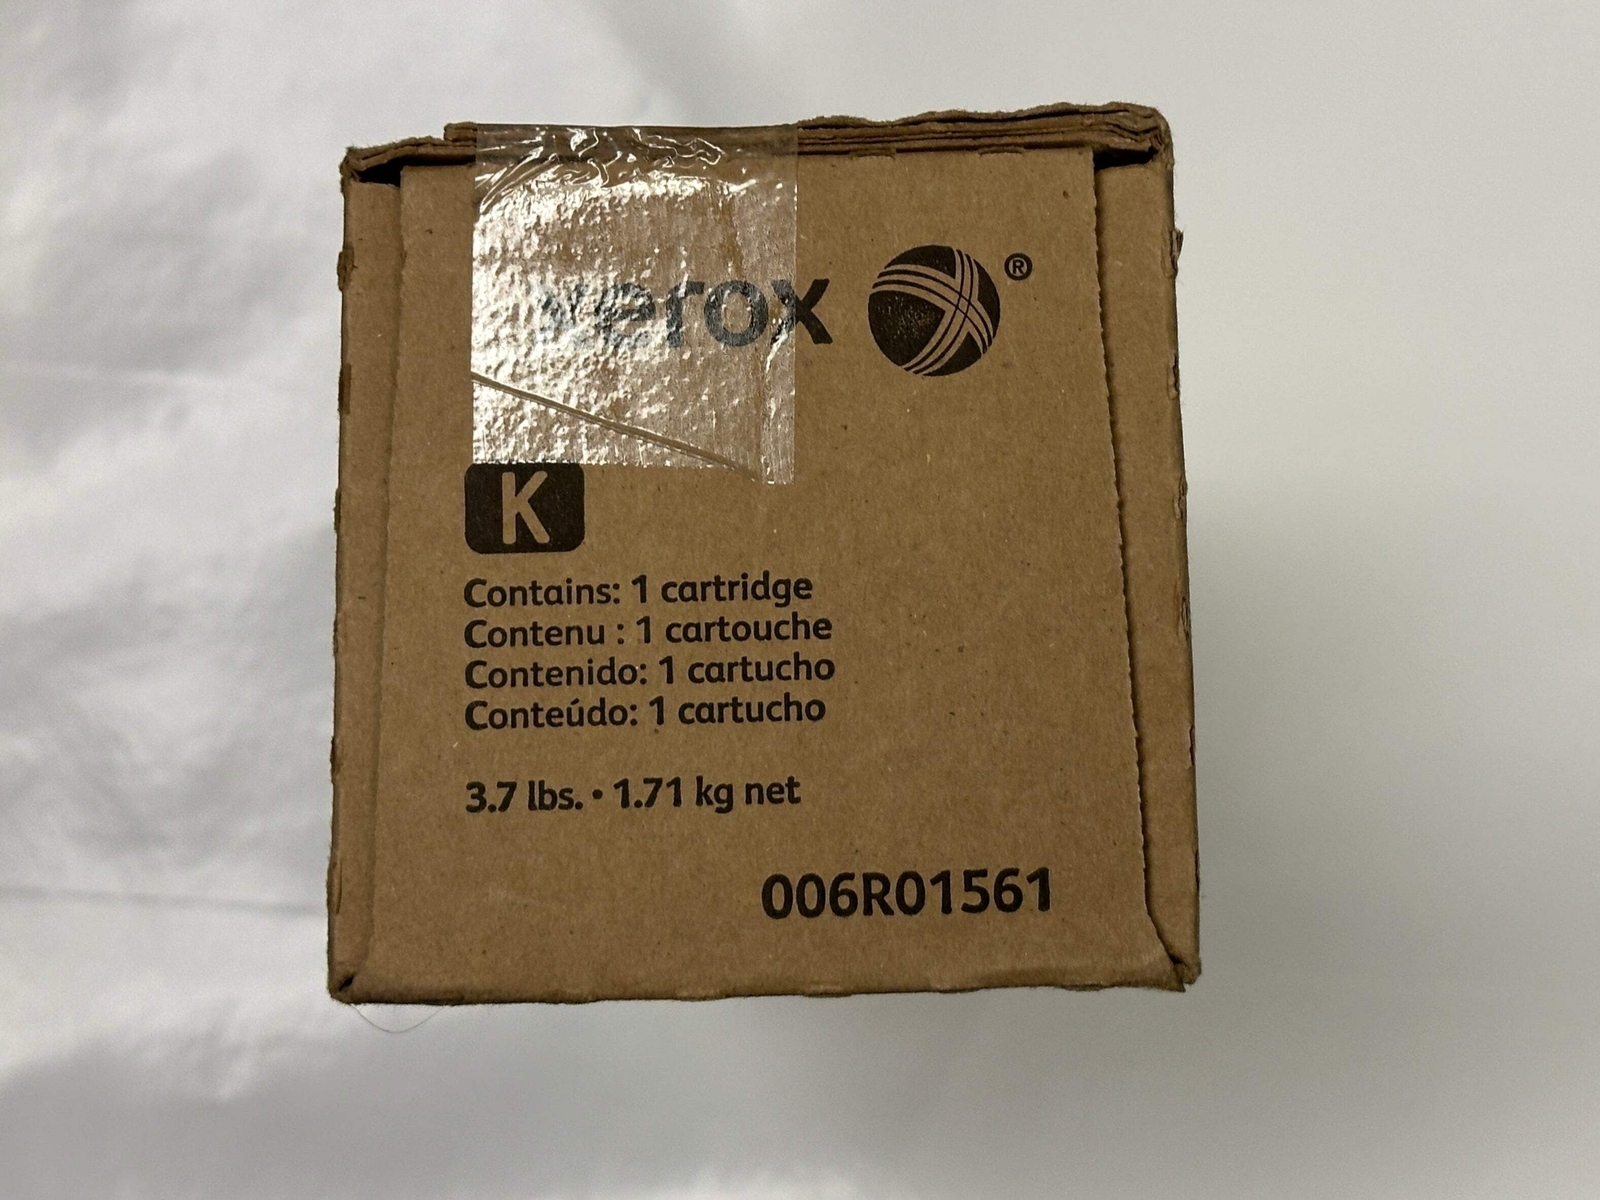 xerox ®
K
Contains: 1 cartridge
Contenu : 1 cartouche
Contenido: 1 cartucho
Conteúdo: 1 cartucho
3.7 lbs. • 1.71 kg net
006R01561